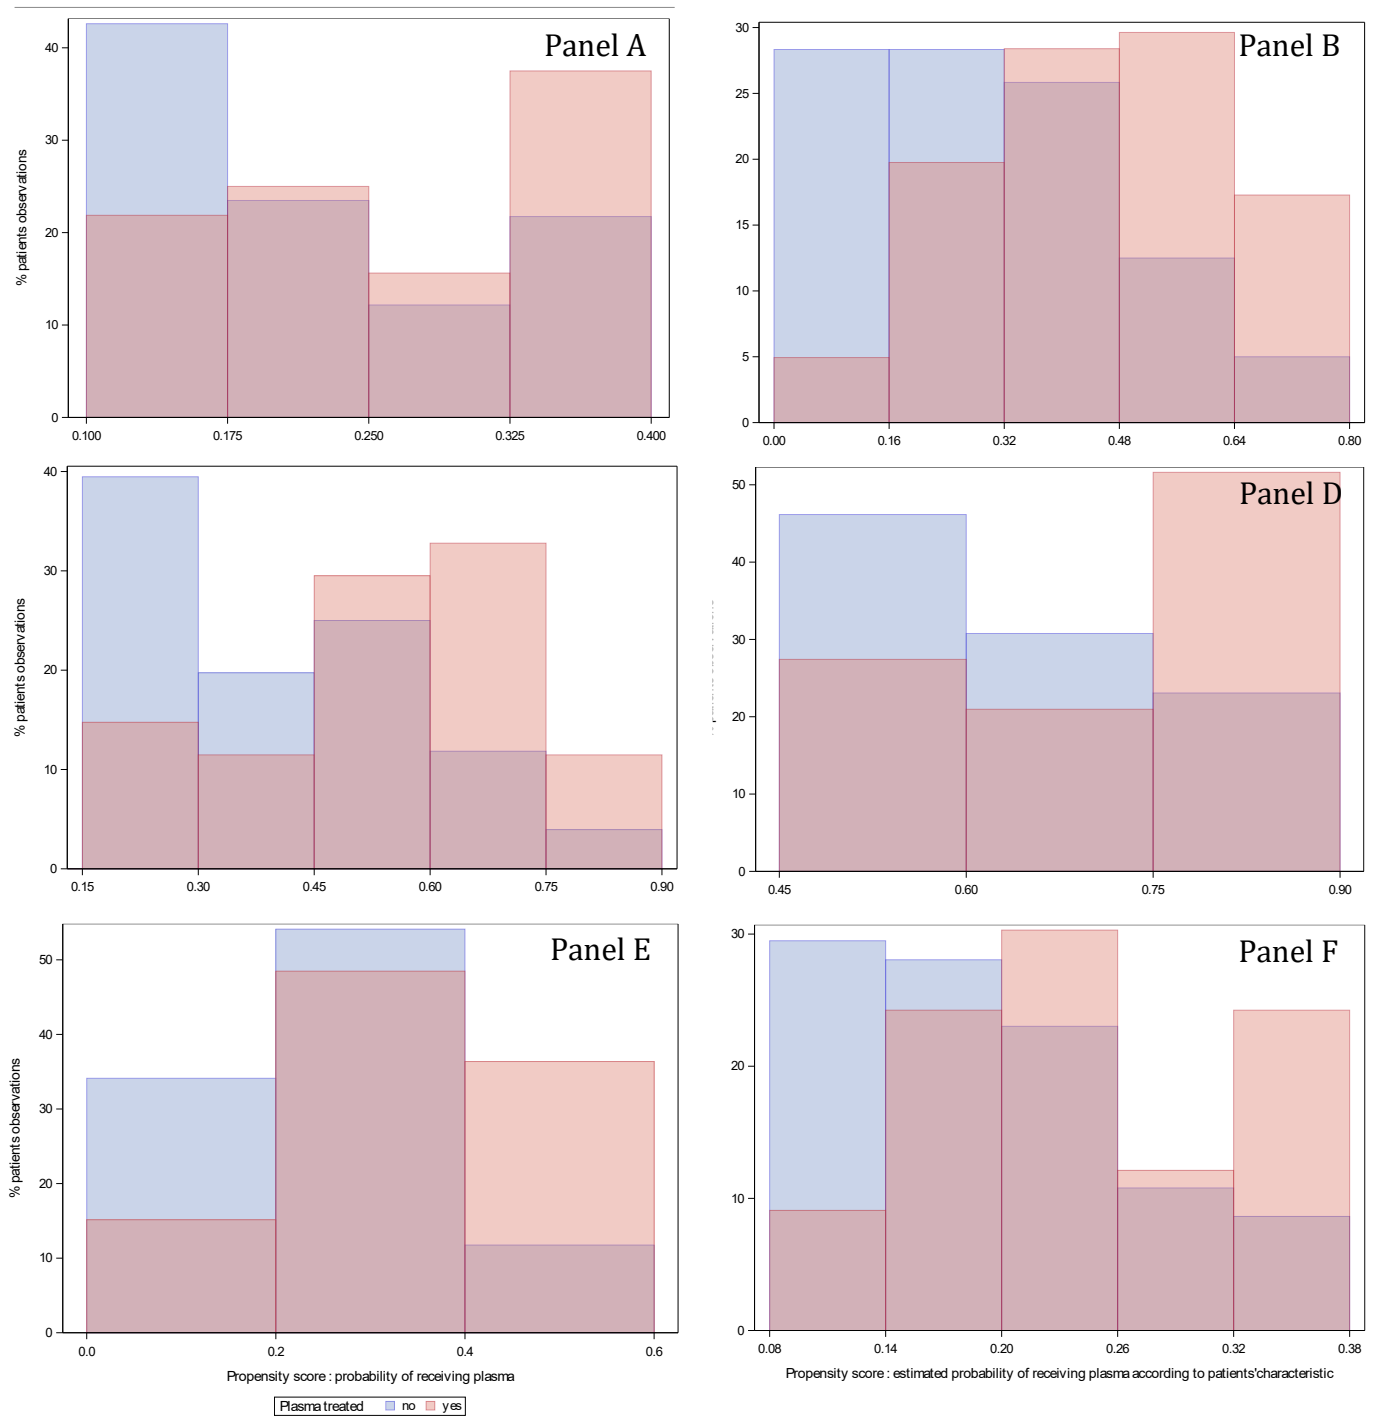 Panel A
40
30
20
10
0
% patients observations
0.100 0.175 0.250 0.325 0.400
Panel B
30
25
20
15
10
5
0
0.00 0.16 0.32 0.48 0.64 0.80
40
30
20
10
0
% patients observations
0.15 0.30 0.45 0.60 0.75 0.90
Panel D
50
40
30
20
10
0
0.45 0.60 0.75 0.90
Panel E
50
40
30
20
10
0
% patients observations
0.0 0.2 0.4 0.6
Propensity score : probability of receiving plasma
Plasma treated no yes
Panel F
30
20
10
0
0.08 0.14 0.20 0.26 0.32 0.38
Propensity score : estimated probability of receiving plasma according to patients'characteristic